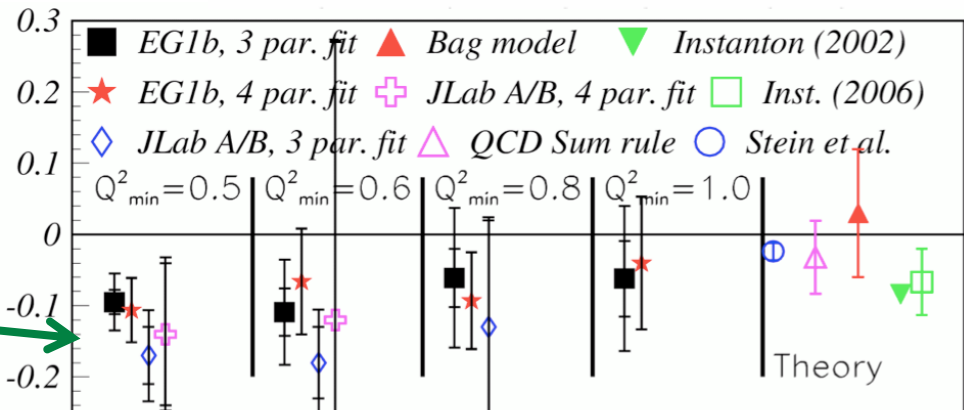 0.3
EG1b, 3 par. fit Bag model Instanton (2002)
0.2
EG1b, 4 par. fit JLab A/B, 4 par. fit Inst. (2006)
JLab A/B, 3 par. fit QCD Sum rule Stein et al.
0.1
Q²min=0.5 Q²min=0.6 Q²min=0.8 Q²min=1.0
0
-0.1
-0.2
Theory